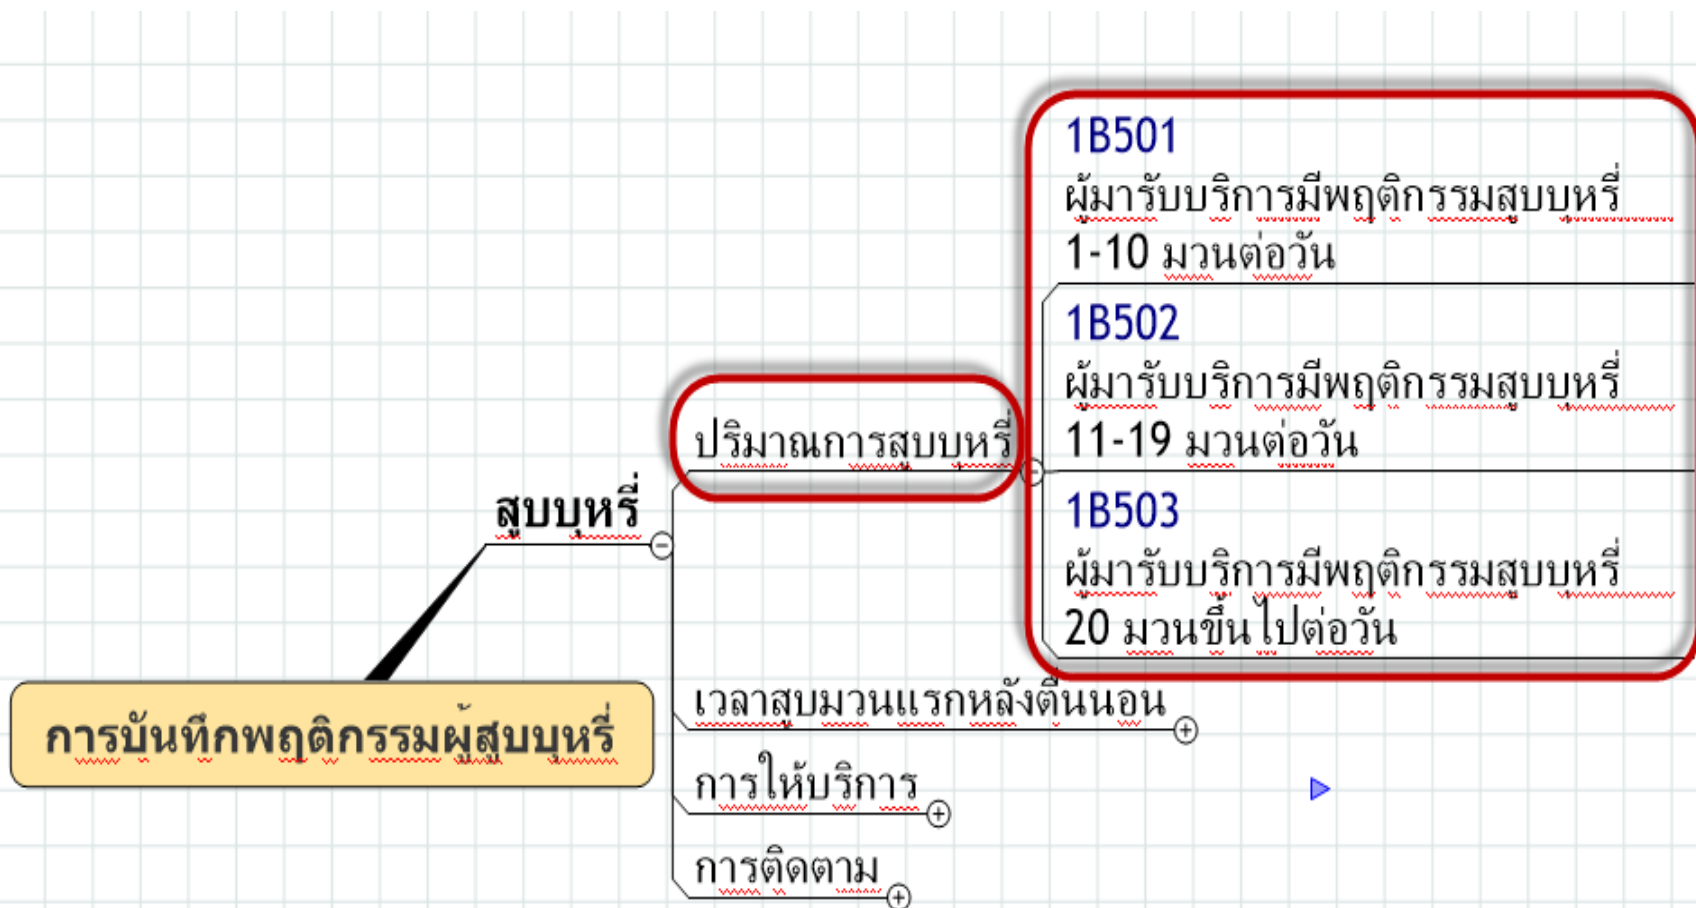 1B501
ผู้มารับบริการมีพฤติกรรมสูบบุหรี่
1-10 มวนต่อวัน
1B502
ผู้มารับบริการมีพฤติกรรมสูบบุหรี่
11-19 มวนต่อวัน
ปริมาณการสูบบุหรี่
1B503
ผู้มารับบริการมีพฤติกรรมสูบบุหรี่
20 มวนขึ้นไปต่อวัน
สูบบุหรี่
เวลาสูบมวนแรกหลังตื่นนอน
การบันทึกพฤติกรรมผู้สูบบุหรี่
การให้บริการ
การติดตาม